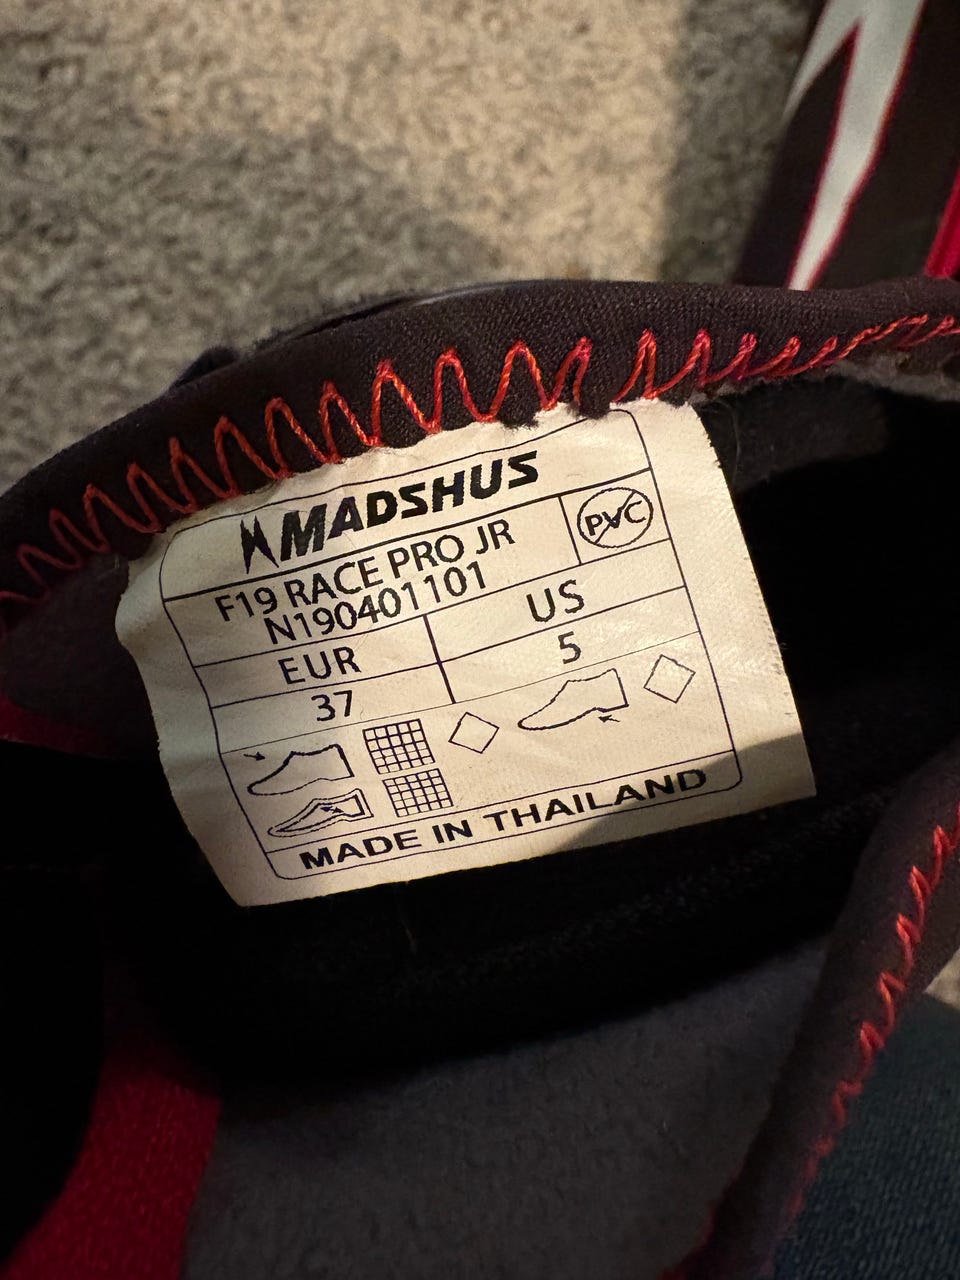 MADSHUS
F19 RACE PRO JR
N190401101
PVC
EUR
US
37
5
MADE IN THAILAND